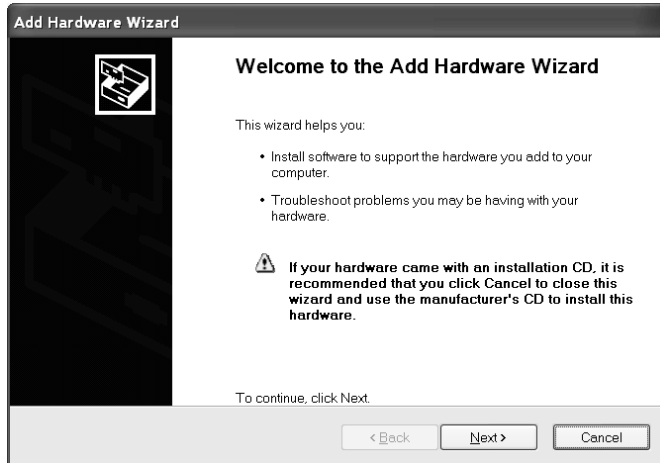 Add Hardware Wizard
Welcome to the Add Hardware Wizard
This wizard helps you:
• Install software to support the hardware you add to your
computer.
• Troubleshoot problems you may be having with your
hardware.
If your hardware came with an installation CD, it is
recommended that you click Cancel to close this
wizard and use the manufacturer's CD to install this
hardware.
To continue, click Next.
< Back Next > Cancel